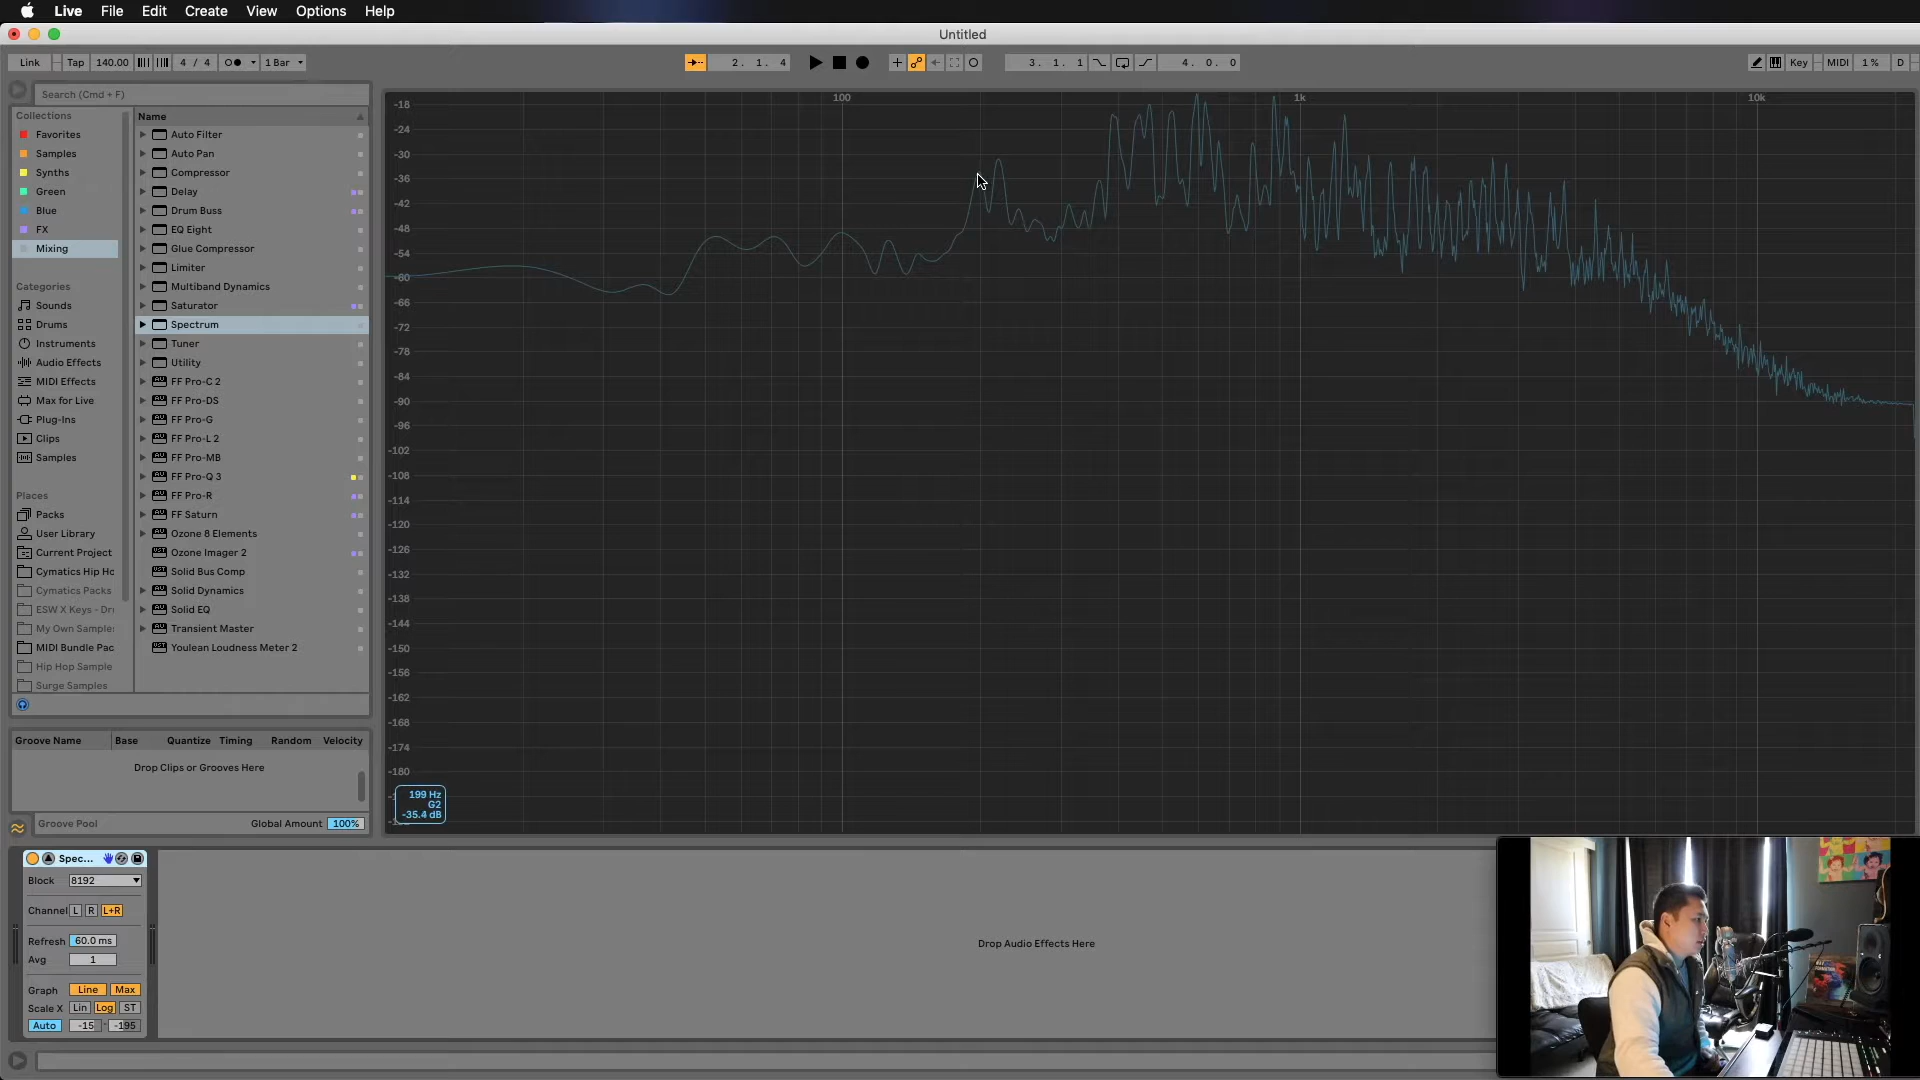 Live File Edit Create View Options Help
Untitled
Link Tap 140.00 4 / 4 1 Bar 2. 1. 4 3. 1. 1 4. 0. 0 Key MIDI 1 % D
Search (Cmd + F)
Collections
Favorites
Samples
Synths
Green
Blue
FX
Mixing
Categories
Sounds
Drums
Instruments
Audio Effects
MIDI Effects
Max for Live
Plug-Ins
Clips
Samples
Places
Packs
User Library
Current Project
Cymatics Hip Ho
Cymatics Packs
ESW X Keys - Dr
My Own Sample
MIDI Bundle Pac
Hip Hop Sample
Surge Samples
Name
Auto Filter
Auto Pan
Compressor
Delay
Drum Buss
EQ Eight
Glue Compressor
Limiter
Multiband Dynamics
Saturator
Spectrum
Tuner
Utility
FF Pro-C 2
FF Pro-DS
FF Pro-G
FF Pro-L 2
FF Pro-MB
FF Pro-Q 3
FF Pro-R
FF Saturn
Ozone 8 Elements
Ozone Imager 2
Solid Bus Comp
Solid Dynamics
Solid EQ
Transient Master
Youlean Loudness Meter 2
100 1k 10k
-18
-24
-30
-36
-42
-48
-54
-60
-66
-72
-78
-84
-90
-96
-102
-108
-114
-120
-126
-132
-138
-144
-150
-156
-162
-168
-174
-180
199 Hz
G2
-35.4 dB
Groove Name Base Quantize Timing Random Velocity
Drop Clips or Grooves Here
Groove Pool Global Amount 100%
Spec...
Block 8192
Channel L R L+R
Refresh 60.0 ms
Avg 1
Graph Line Max
Scale X Lin Log ST
Auto -15 - -195
Drop Audio Effects Here